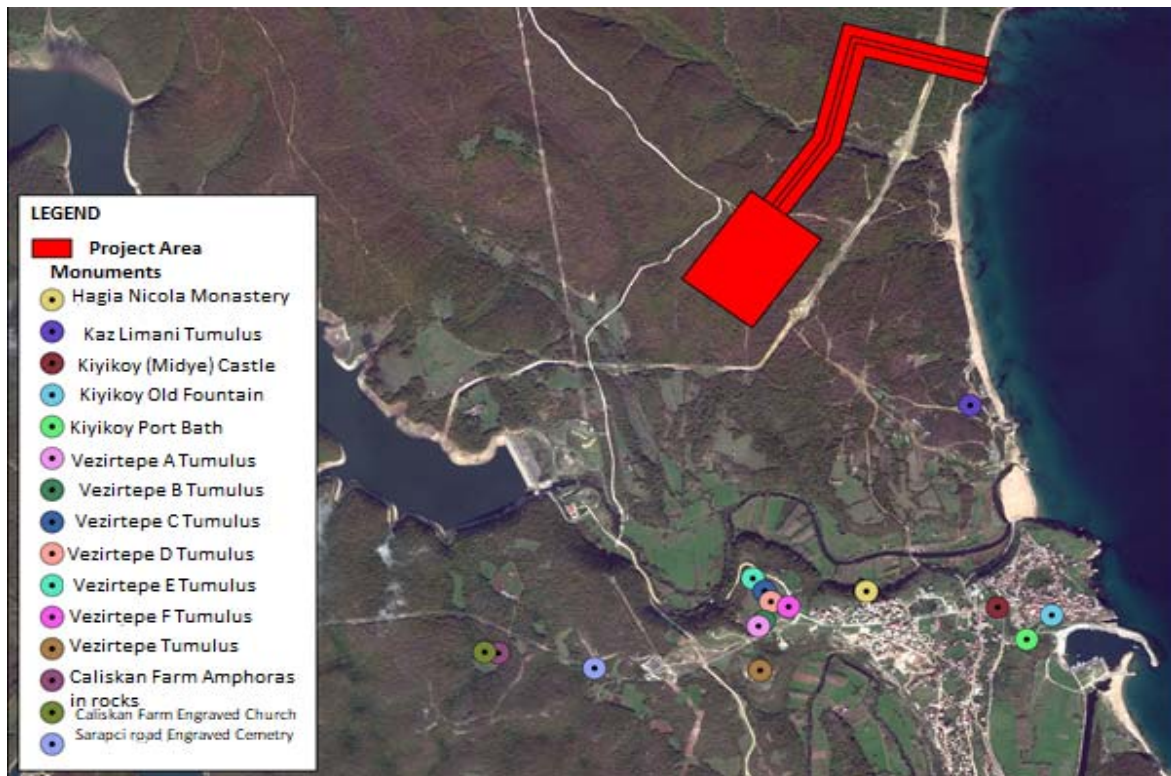 LEGEND
Project Area
Monuments
Hagia Nicola Monastery
Kaz Limani Tumulus
Kiyikoy (Midye) Castle
Kiyikoy Old Fountain
Kiyikoy Port Bath
Vezirtepe A Tumulus
Vezirtepe B Tumulus
Vezirtepe C Tumulus
Vezirtepe D Tumulus
Vezirtepe E Tumulus
Vezirtepe F Tumulus
Vezirtepe Tumulus
Caliskan Farm Amphoras
in rocks
Caliskan Farm Engraved Church
Sarapci road Engraved Cemetry